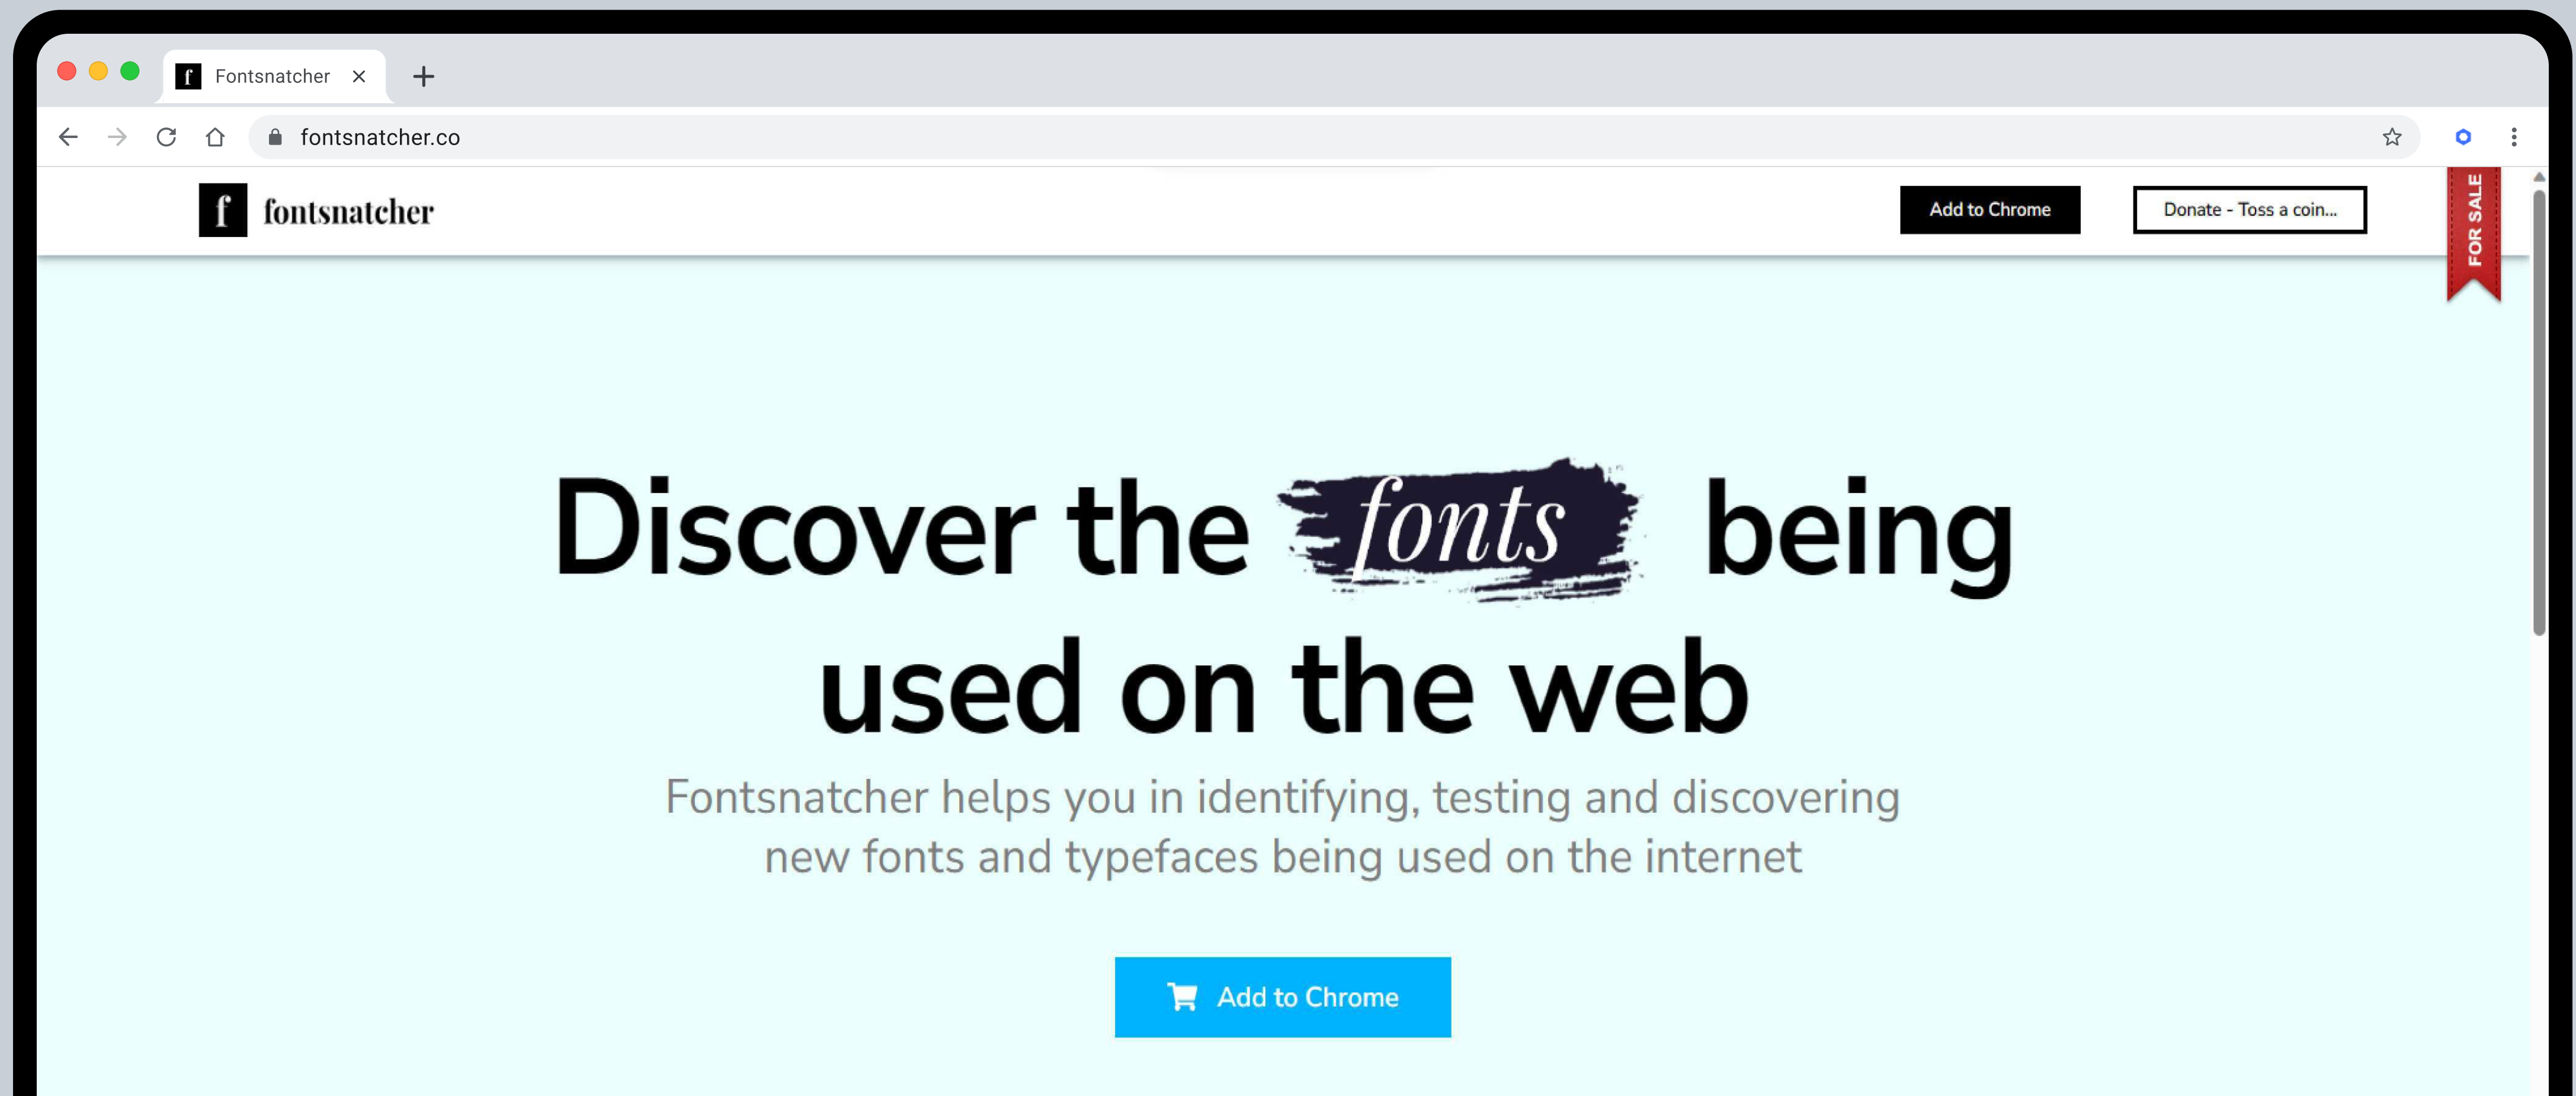 f Fontsnatcher
fontsnatcher.co
f fontsnatcher
Add to Chrome
Donate - Toss a coin...
FOR SALE
Discover the fonts being
used on the web
Fontsnatcher helps you in identifying, testing and discovering
new fonts and typefaces being used on the internet
Add to Chrome